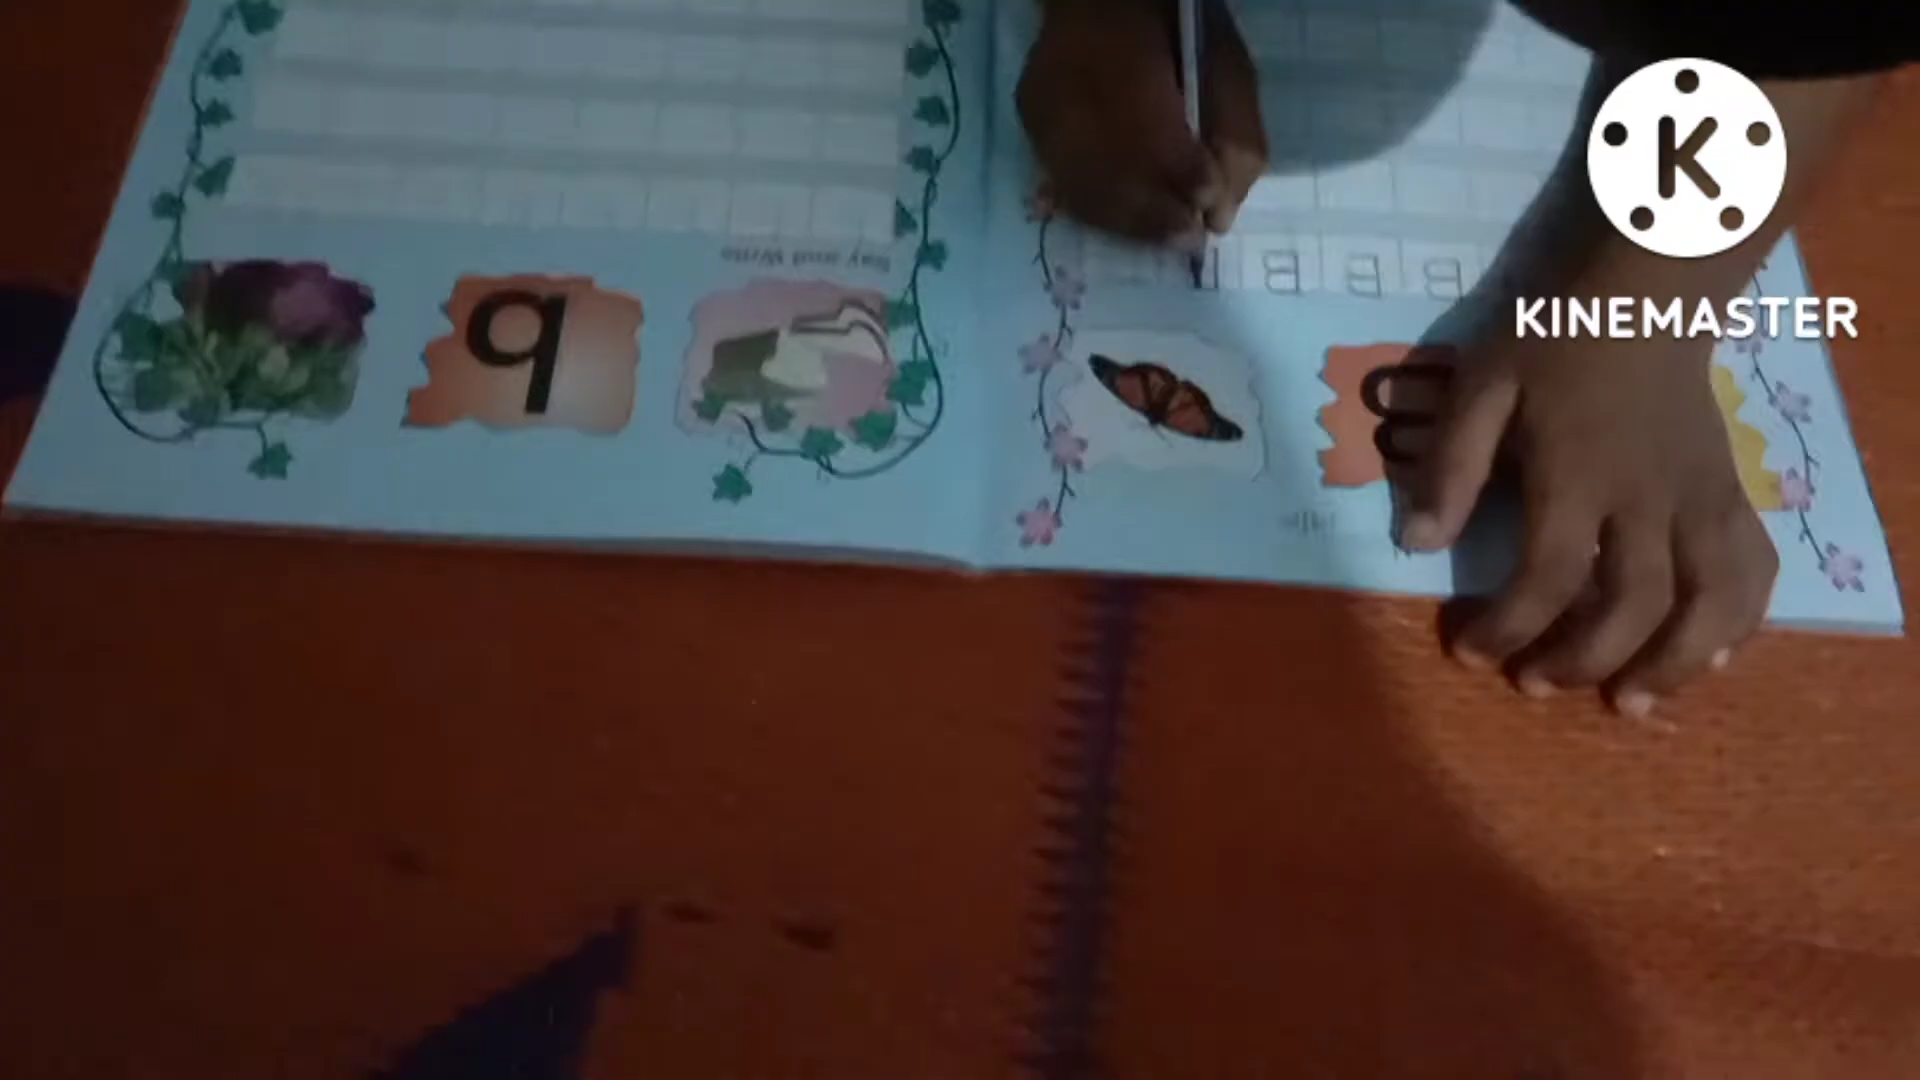 Say and Write
b
B B B
K
KINEMASTER